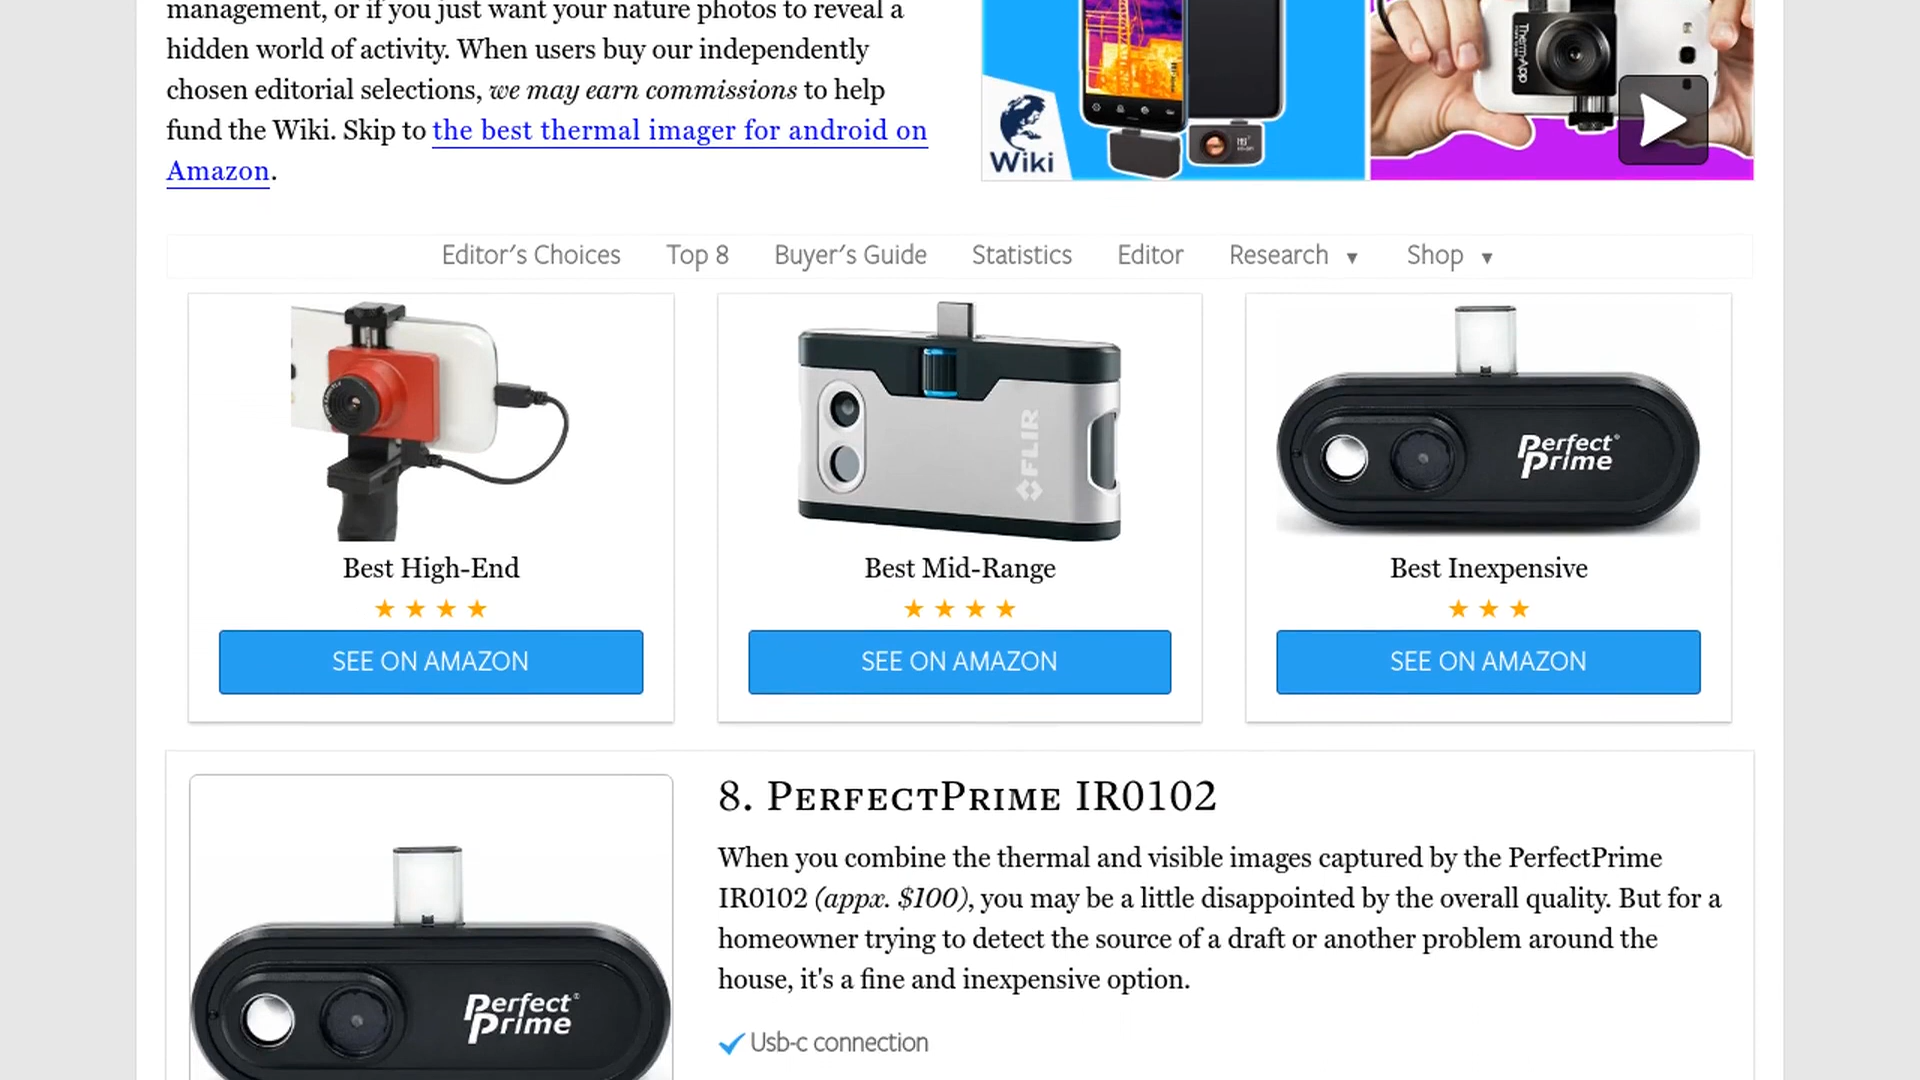 management, or if you just want your nature photos to reveal a
hidden world of activity. When users buy our independently
chosen editorial selections, we may earn commissions to help
fund the Wiki. Skip to the best thermal imager for android on
Amazon.
Wiki
ThermApp
Editor's Choices Top 8 Buyer's Guide Statistics Editor Research ▼ Shop ▼
FLIR
Perfect
Prime
Best High-End
Best Mid-Range
Best Inexpensive
★ ★ ★ ★
★ ★ ★ ★
★ ★ ★
SEE ON AMAZON
SEE ON AMAZON
SEE ON AMAZON
8. PERFECTPRIME IR0102
When you combine the thermal and visible images captured by the PerfectPrime
IR0102 (appx. $100), you may be a little disappointed by the overall quality. But for a
homeowner trying to detect the source of a draft or another problem around the
house, it's a fine and inexpensive option.
Usb-c connection
Perfect®
Prime